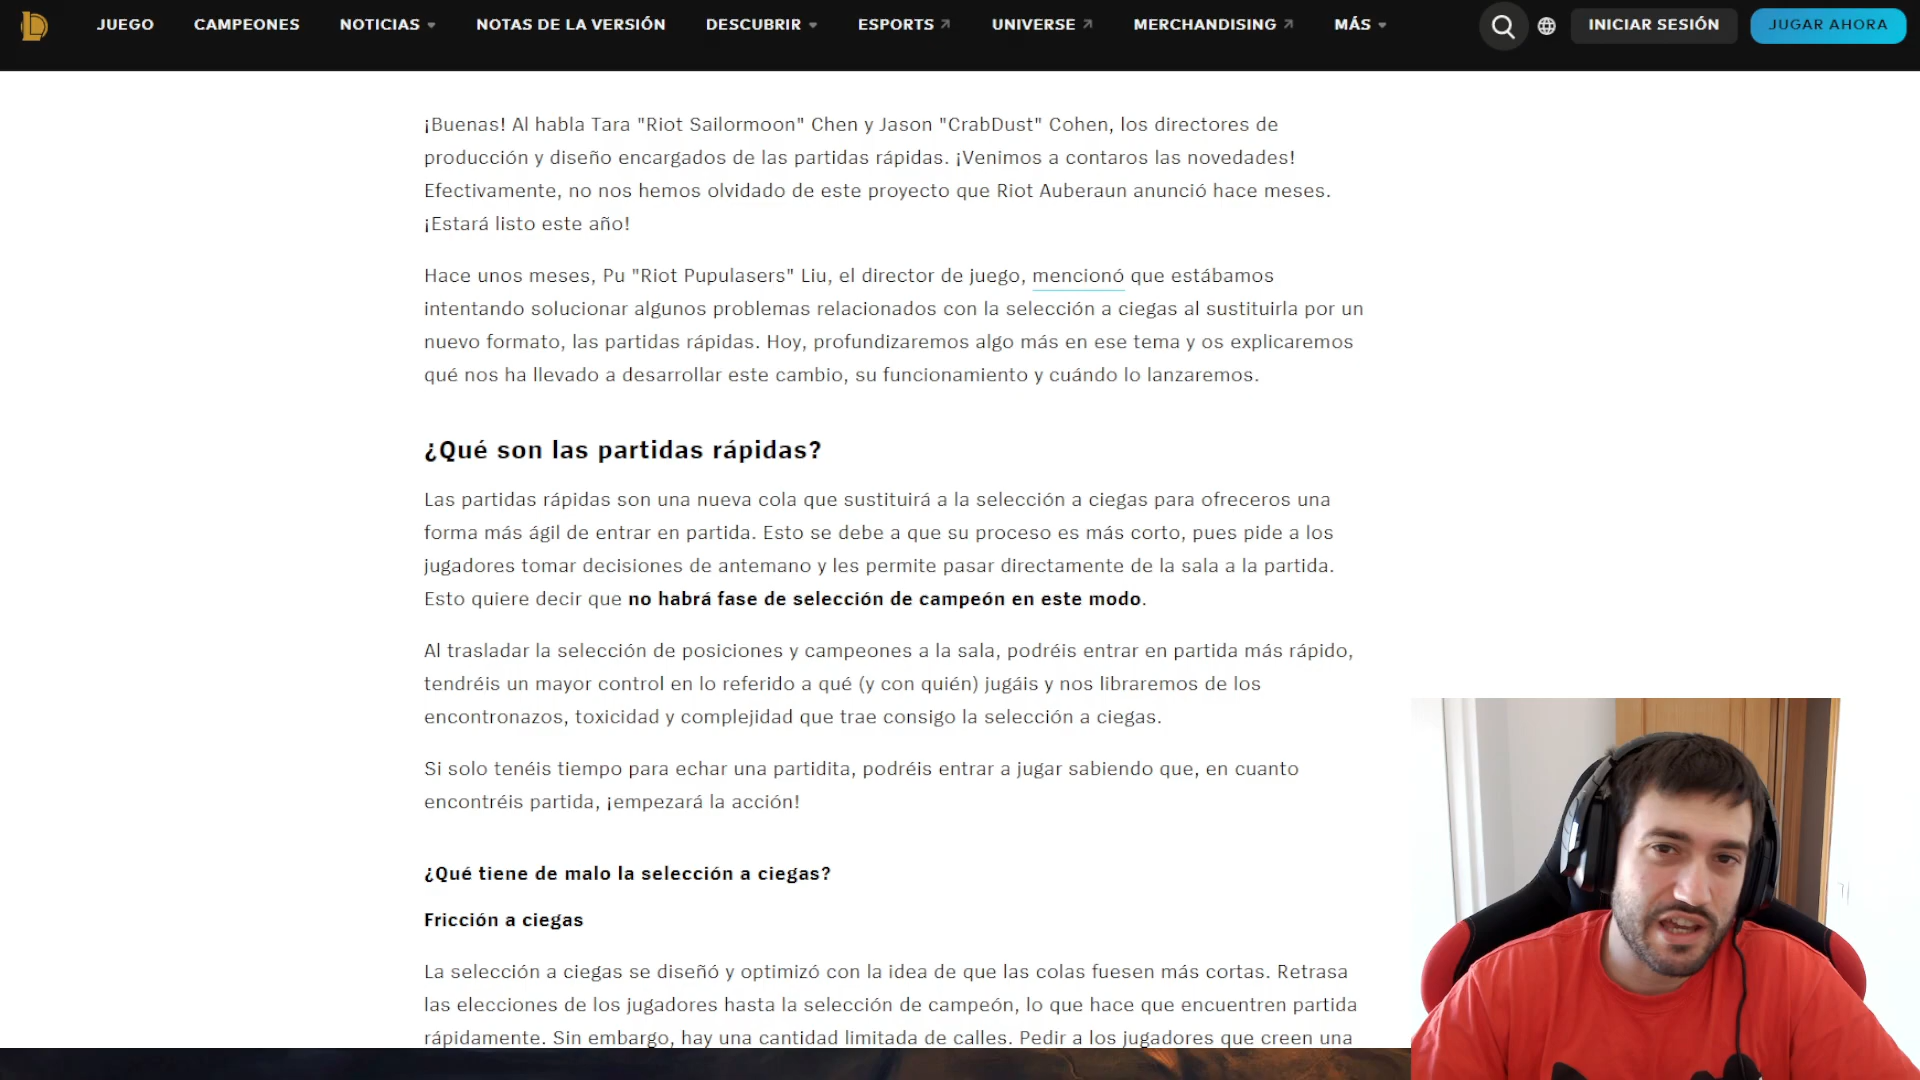 JUEGO CAMPEONES NOTICIAS NOTAS DE LA VERSIÓN DESCUBRIR ESPORTS UNIVERSE MERCHANDISING MÁS INICIAR SESIÓN JUGAR AHORA
¡Buenas! Al habla Tara "Riot Sailormoon" Chen y Jason "CrabDust" Cohen, los directores de
producción y diseño encargados de las partidas rápidas. ¡Venimos a contaros las novedades!
Efectivamente, no nos hemos olvidado de este proyecto que Riot Auberaun anunció hace meses.
¡Estará listo este año!
Hace unos meses, Pu "Riot Pupulasers" Liu, el director de juego, mencionó que estábamos
intentando solucionar algunos problemas relacionados con la selección a ciegas al sustituirla por un
nuevo formato, las partidas rápidas. Hoy, profundizaremos algo más en ese tema y os explicaremos
qué nos ha llevado a desarrollar este cambio, su funcionamiento y cuándo lo lanzaremos.
¿Qué son las partidas rápidas?
Las partidas rápidas son una nueva cola que sustituirá a la selección a ciegas para ofreceros una
forma más ágil de entrar en partida. Esto se debe a que su proceso es más corto, pues pide a los
jugadores tomar decisiones de antemano y les permite pasar directamente de la sala a la partida.
Esto quiere decir que no habrá fase de selección de campeón en este modo.
Al trasladar la selección de posiciones y campeones a la sala, podréis entrar en partida más rápido,
tendréis un mayor control en lo referido a qué (y con quién) jugáis y nos libraremos de los
encontronazos, toxicidad y complejidad que trae consigo la selección a ciegas.
Si solo tenéis tiempo para echar una partidita, podréis entrar a jugar sabiendo que, en cuanto
encontréis partida, ¡empezará la acción!
¿Qué tiene de malo la selección a ciegas?
Fricción a ciegas
La selección a ciegas se diseñó y optimizó con la idea de que las colas fuesen más cortas. Retrasa
las elecciones de los jugadores hasta la selección de campeón, lo que hace que encuentren partida
rápidamente. Sin embargo, hay una cantidad limitada de calles. Pedir a los jugadores que creen una